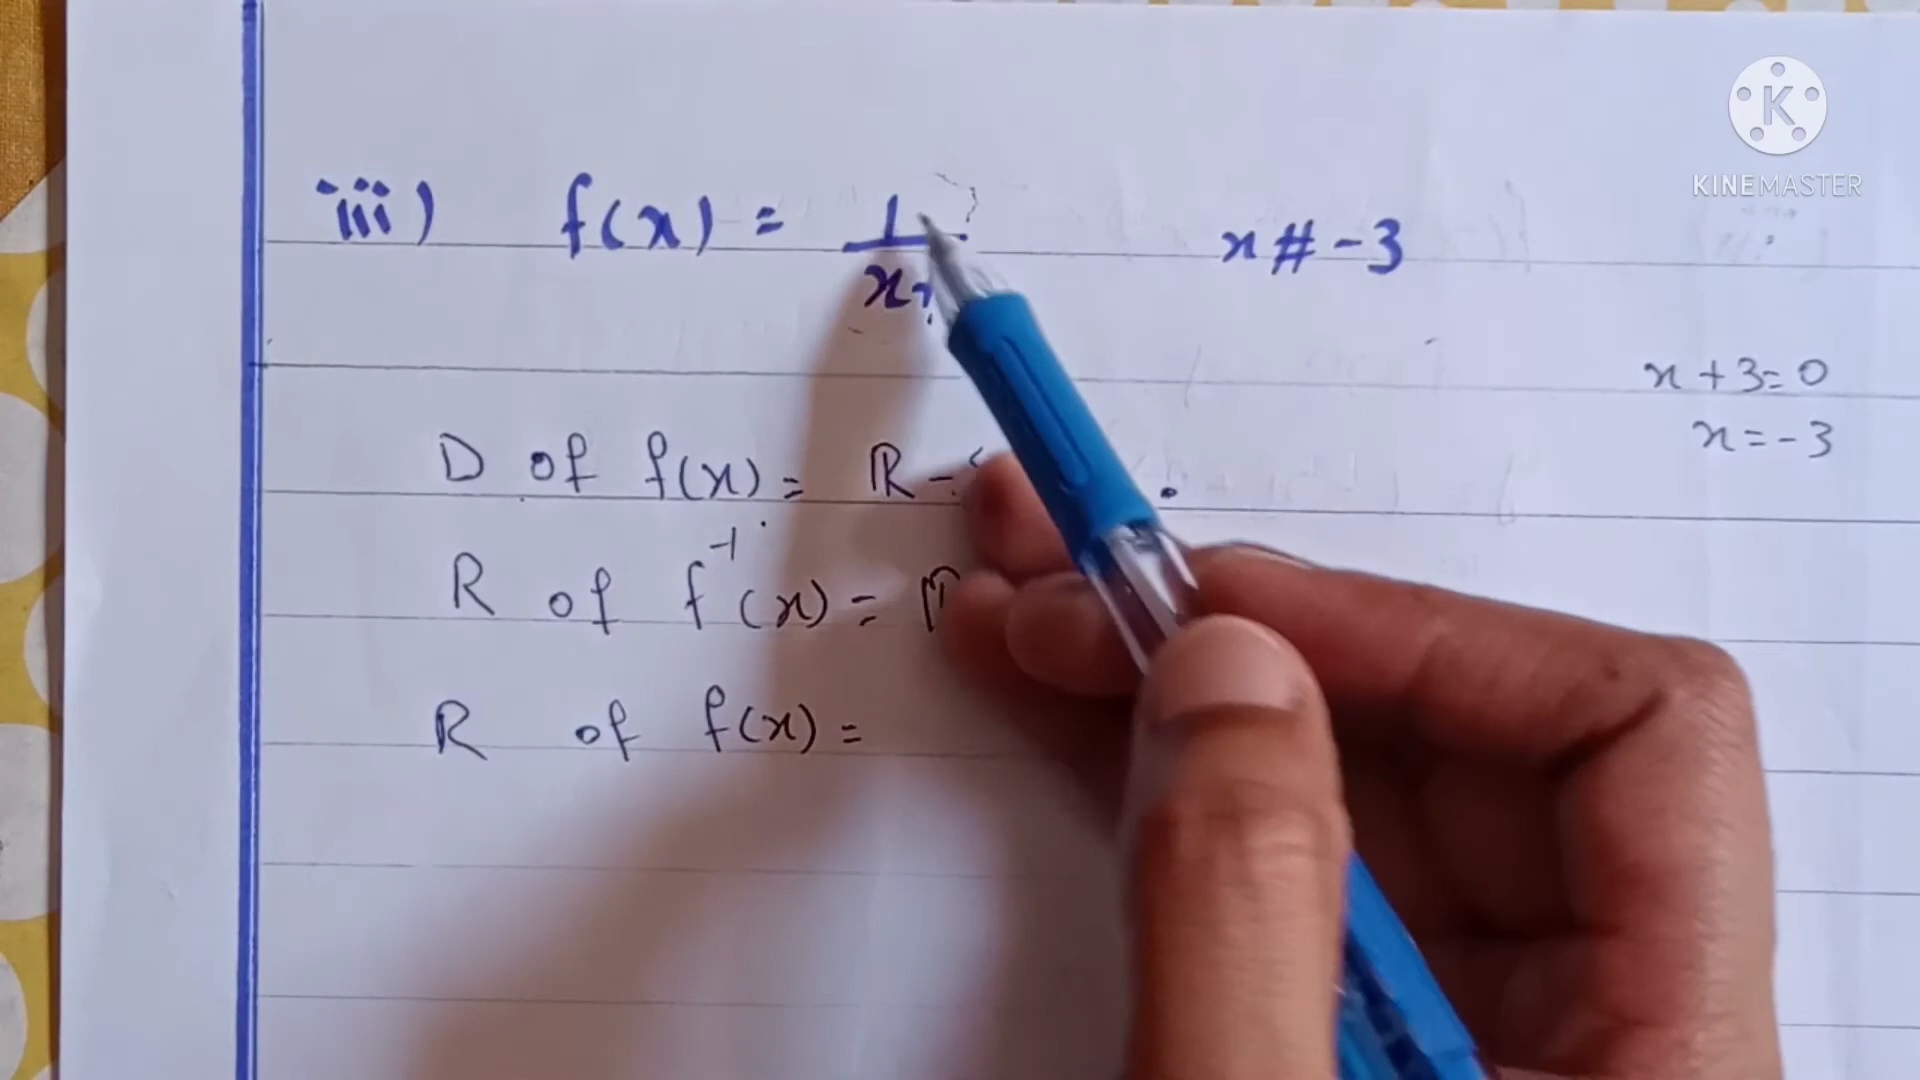 K
KINEMASTER
iii) f(x) = 1/x x # -3
x + 3 = 0
x = -3
D of f(x) = R -
R of f⁻¹(x) =
R of f(x) =